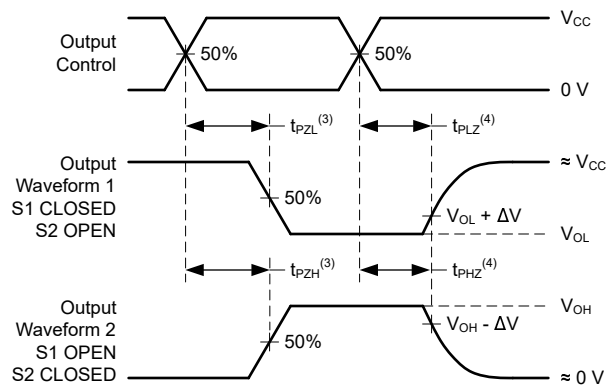 V_CC
Output
Control
50%
50%
0 V
t_PZL^(3)
t_PLZ^(4)
Output
Waveform 1
S1 CLOSED
S2 OPEN
≈ V_CC
50%
V_OL + ΔV
V_OL
t_PZH^(3)
t_PHZ^(4)
Output
Waveform 2
S1 OPEN
S2 CLOSED
V_OH
V_OH - ΔV
50%
≈ 0 V